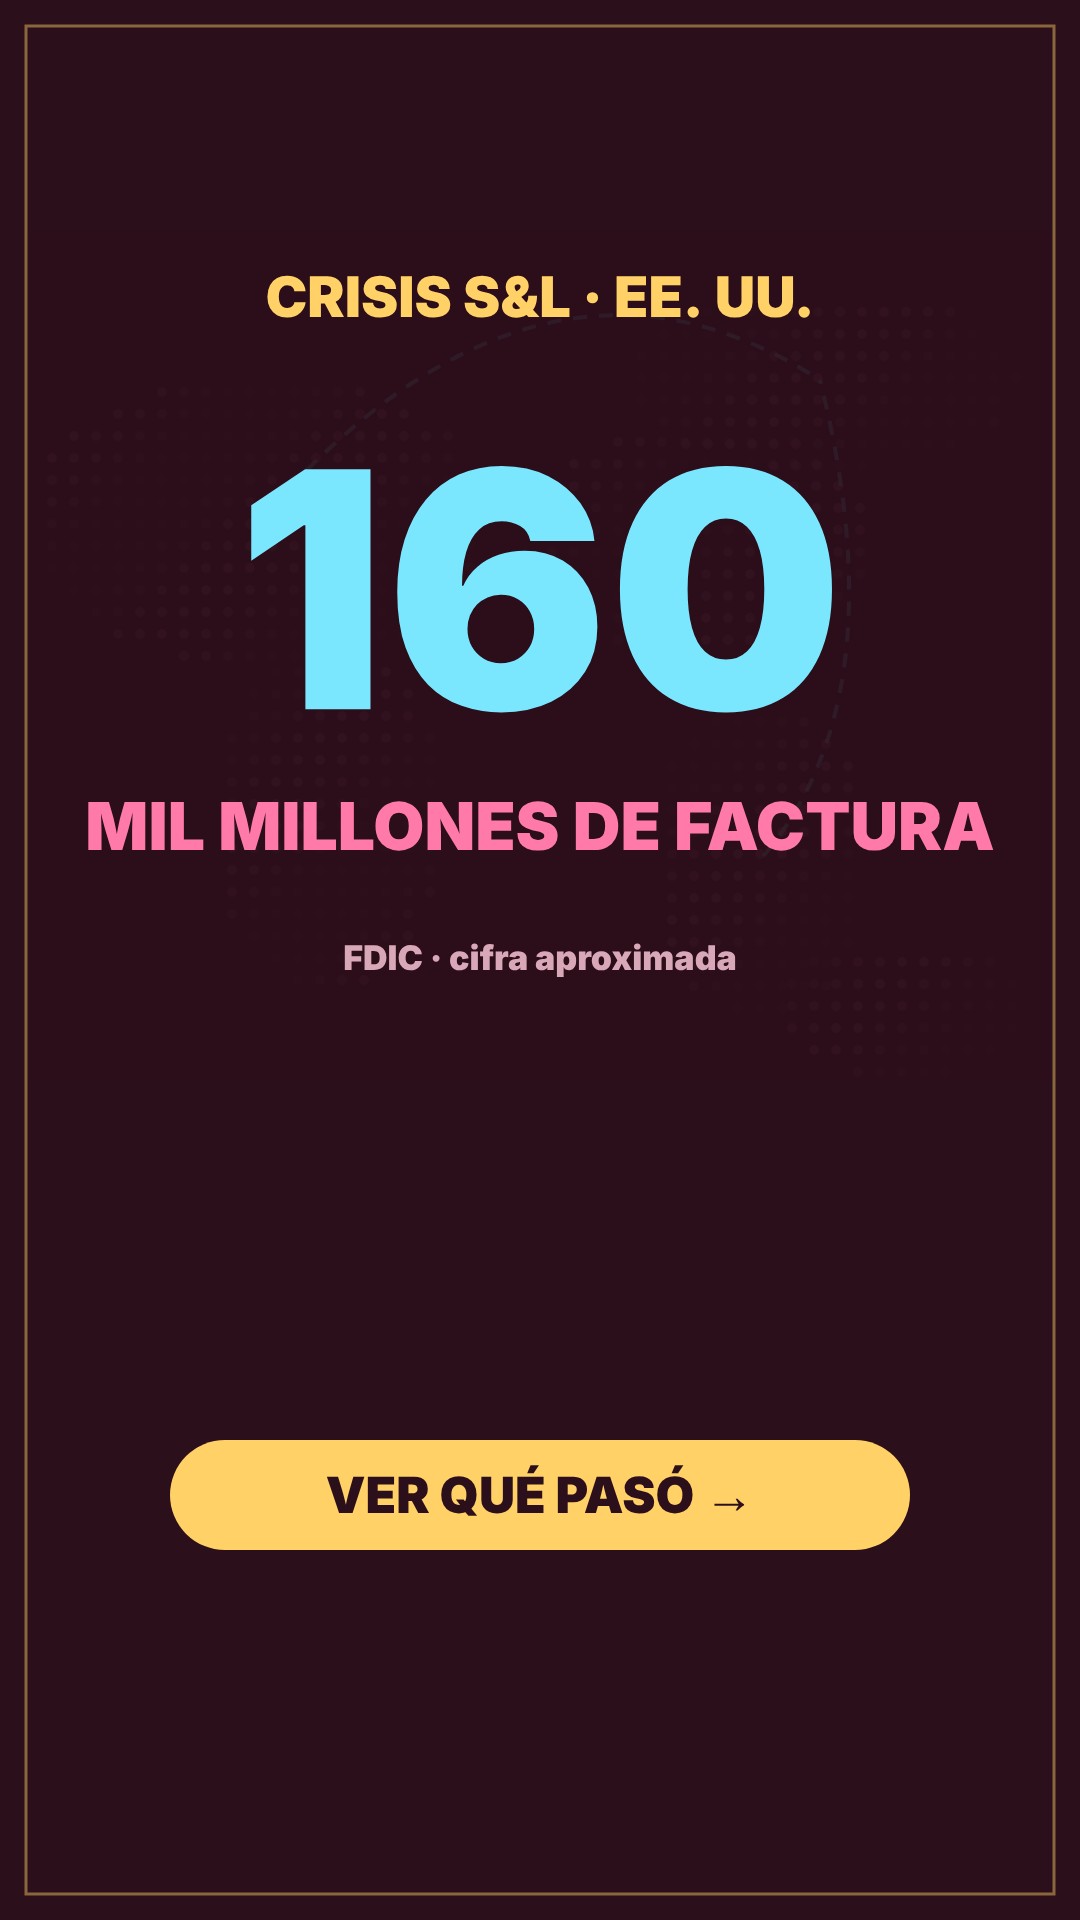 CRISIS S&L · EE. UU.
160
MIL MILLONES DE FACTURA
FDIC · cifra aproximada
VER QUÉ PASÓ →